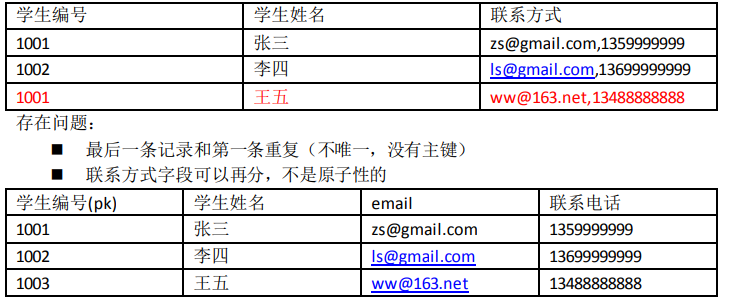 学生编号 学生姓名 联系方式
1001 张三 zs@gmail.com,1359999999
1002 李四 ls@gmail.com,13699999999
1001 王五 ww@163.net,13488888888
存在问题：
■ 最后一条记录和第一条重复（不唯一，没有主键）
■ 联系方式字段可以再分，不是原子性的
学生编号(pk) 学生姓名 email 联系电话
1001 张三 zs@gmail.com 1359999999
1002 李四 ls@gmail.com 13699999999
1003 王五 ww@163.net 13488888888